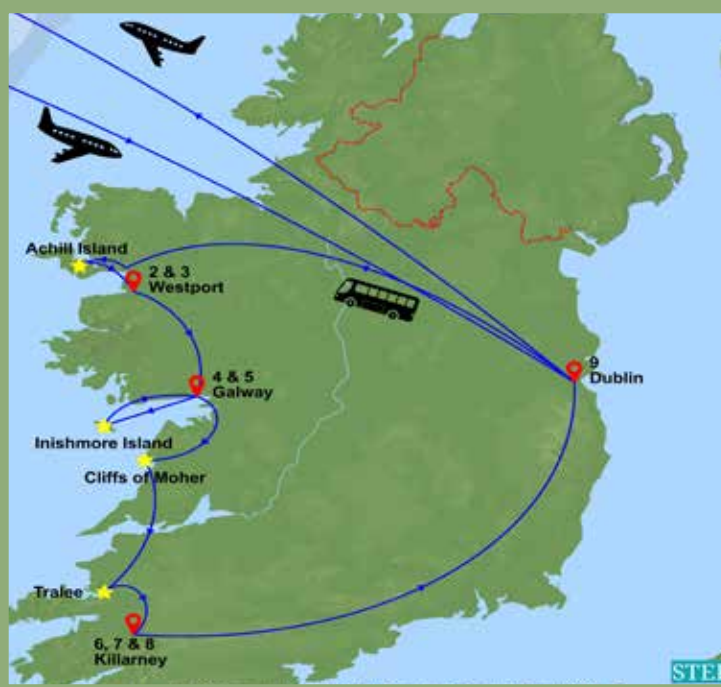 Achill Island
2 & 3
Westport
4 & 5
Galway
9
Dublin
Inishmore Island
Cliffs of Moher
Tralee
6, 7 & 8
Killarney